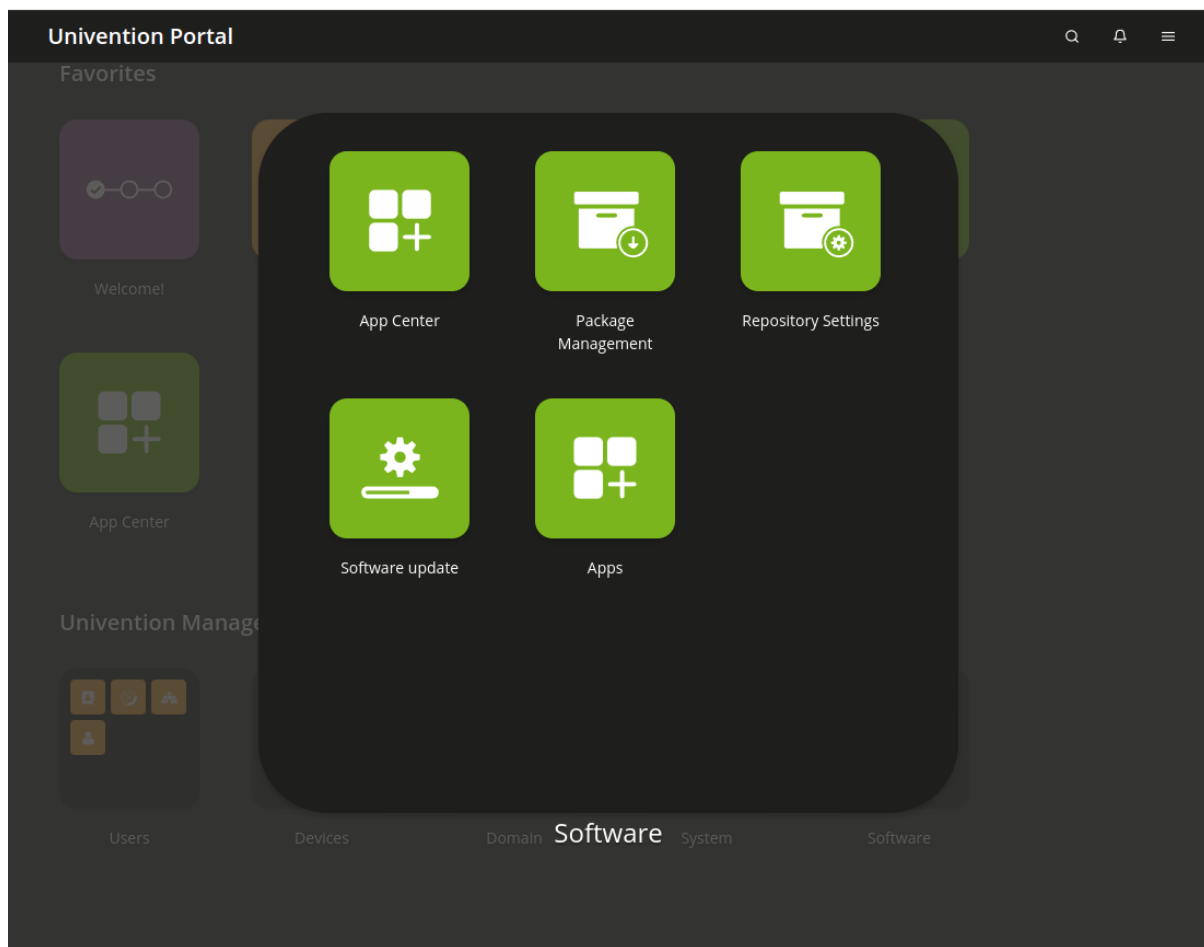 Univention Portal
Favorites
Welcome!
App Center
Package
Management
Repository Settings
App Center
Software update
Apps
Univention Manage
Users
Devices
Domain
Software
System
Software